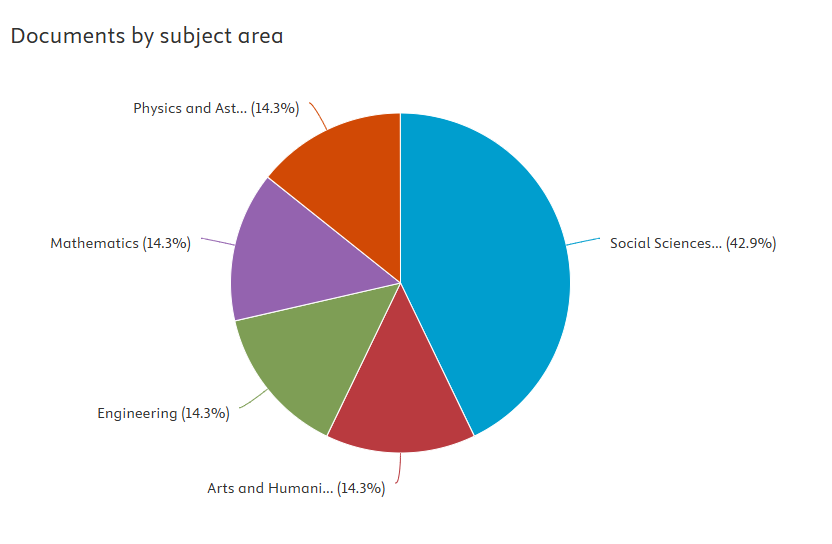 Documents by subject area
Physics and Ast... (14.3%)
Mathematics (14.3%)
Social Sciences... (42.9%)
Engineering (14.3%)
Arts and Humani... (14.3%)